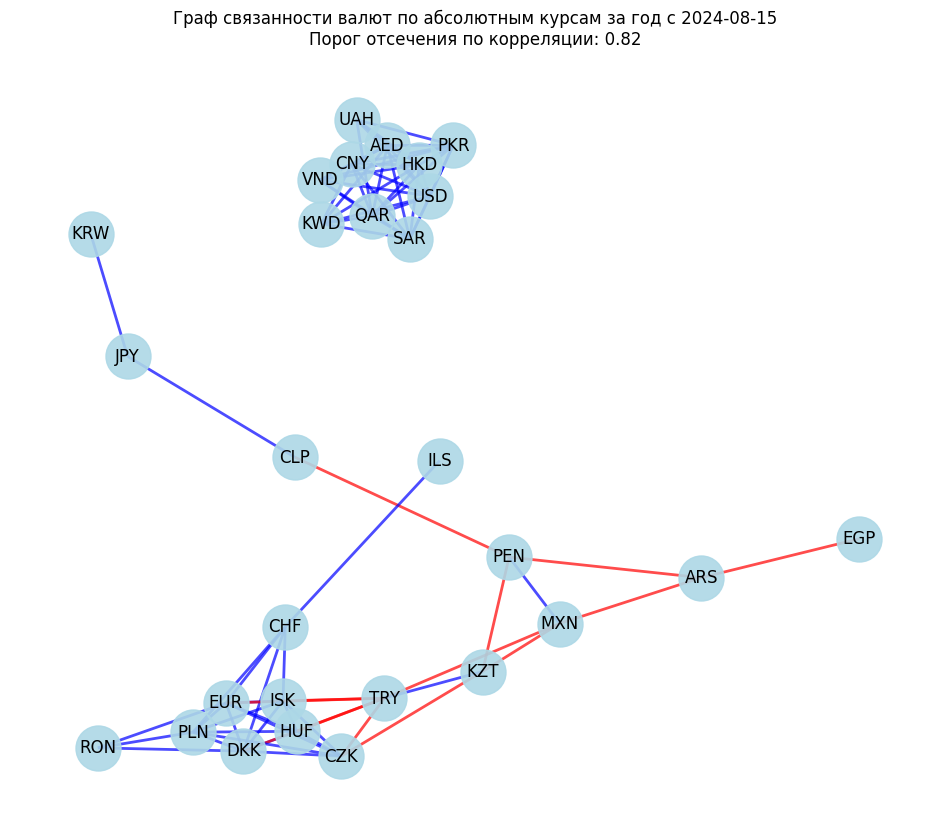 Граф связанности валют по абсолютным курсам за год с 2024-08-15
Порог отсечения по корреляции: 0.82
UAH
AED
PKR
CNY
HKD
VND
USD
QAR
KWD
SAR
KRW
JPY
CLP
ILS
EGP
PEN
ARS
MXN
CHF
KZT
TRY
ISK
EUR
HUF
PLN
RON
DKK
CZK